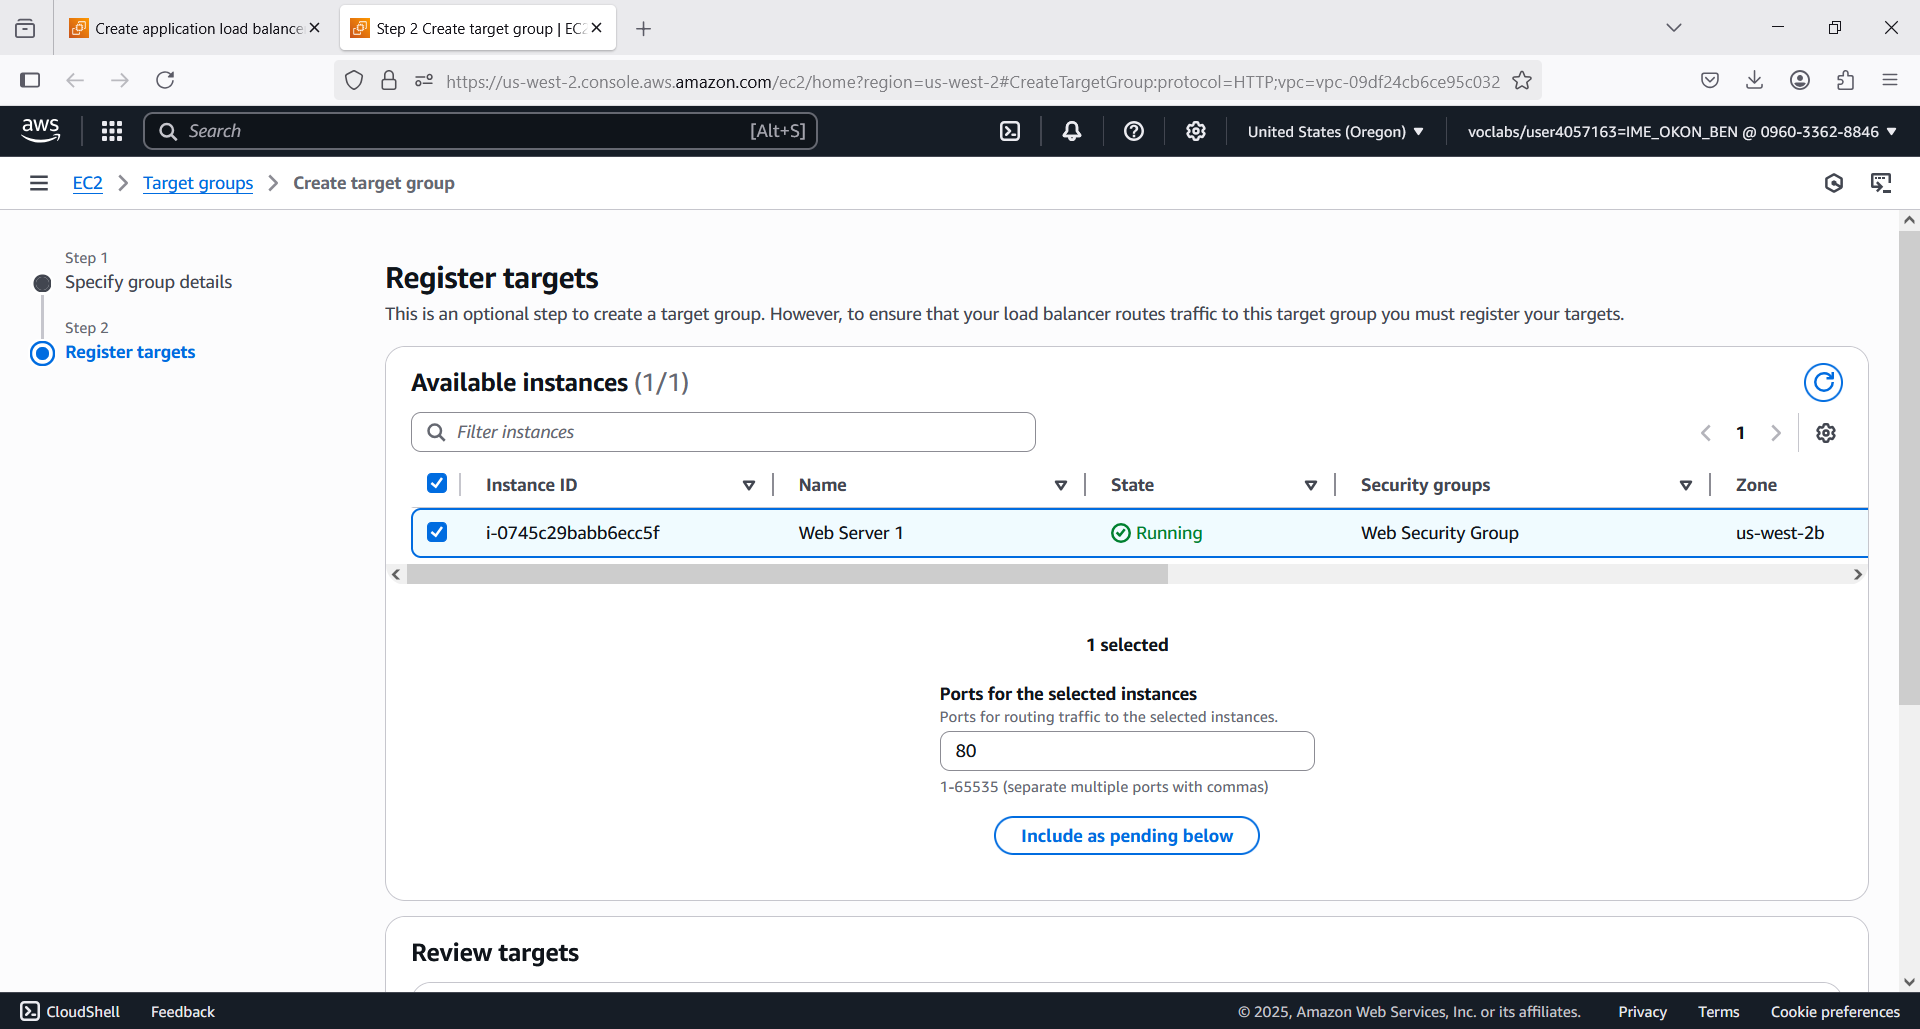 Create application load balance
Step 2 Create target group | EC2
https://us-west-2.console.aws.amazon.com/ec2/home?region=us-west-2#CreateTargetGroup:protocol=HTTP;vpc=vpc-09df24cb6ce95c032
aws
Search
[Alt+S]
United States (Oregon)
voclabs/user4057163=IME_OKON_BEN @ 0960-3362-8846
EC2 > Target groups > Create target group
Step 1
Specify group details
Step 2
Register targets
Register targets
This is an optional step to create a target group. However, to ensure that your load balancer routes traffic to this target group you must register your targets.
Available instances (1/1)
Filter instances
1
Instance ID Name State Security groups Zone
i-0745c29babb6ecc5f Web Server 1 Running Web Security Group us-west-2b
1 selected
Ports for the selected instances
Ports for routing traffic to the selected instances.
80
1-65535 (separate multiple ports with commas)
Include as pending below
Review targets
CloudShell Feedback © 2025, Amazon Web Services, Inc. or its affiliates. Privacy Terms Cookie preferences